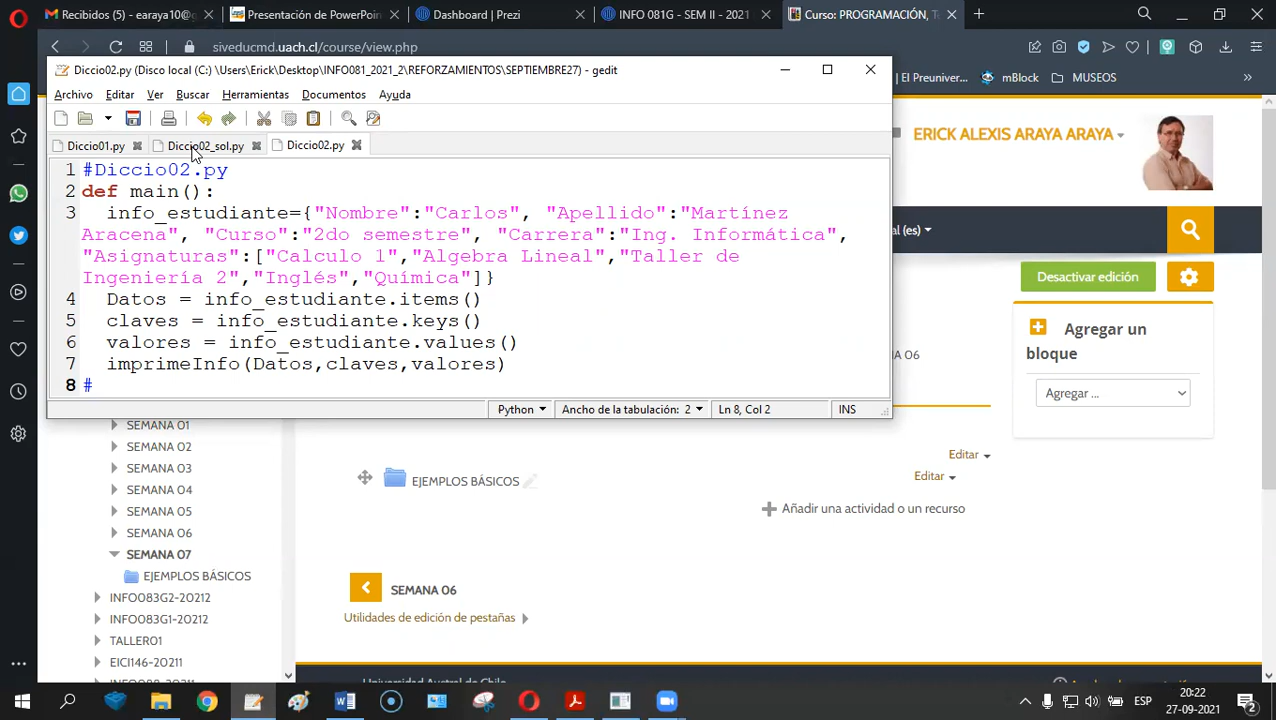 Recibidos (5) - earaya10@g
Presentación de PowerPoin
Dashboard | Prezi
INFO 081G - SEM II - 2021
Curso: PROGRAMACIÓN, T
siveducmd.uach.cl/course/view.php
Diccio02.py (Disco local (C:) \Users\Erick\Desktop\INFO081_2021_2\REFORZAMIENTOS\SEPTIEMBRE27) - gedit
| El Preuniver...
mBlock
MUSEOS
Archivo Editar Ver Buscar Herramientas Documentos Ayuda
ERICK ALEXIS ARAYA ARAYA
Diccio01.py
Diccio02_sol.py
Diccio02.py
1 #Diccio02.py
2 def main():
3 info_estudiante={"Nombre":"Carlos", "Apellido":"Martínez
Aracena", "Curso":"2do semestre", "Carrera":"Ing. Informática",
"Asignaturas":["Calculo 1","Algebra Lineal","Taller de
Ingeniería 2","Inglés","Química"]}
4 Datos = info_estudiante.items()
5 claves = info_estudiante.keys()
6 valores = info_estudiante.values()
7 imprimeInfo(Datos,claves,valores)
8 #
Python Ancho de la tabulación: 2 Ln 8, Col 2 INS
al (es)
Desactivar edición
Agregar un
bloque
Agregar ...
A 06
SEMANA 01
SEMANA 02
SEMANA 03
SEMANA 04
SEMANA 05
SEMANA 06
SEMANA 07
EJEMPLOS BÁSICOS
INFO083G2-20212
INFO083G1-20212
TALLER01
EICI146-20211
Editar
Editar
EJEMPLOS BÁSICOS
Añadir una actividad o un recurso
SEMANA 06
Utilidades de edición de pestañas
ESP
20:22
27-09-2021
2